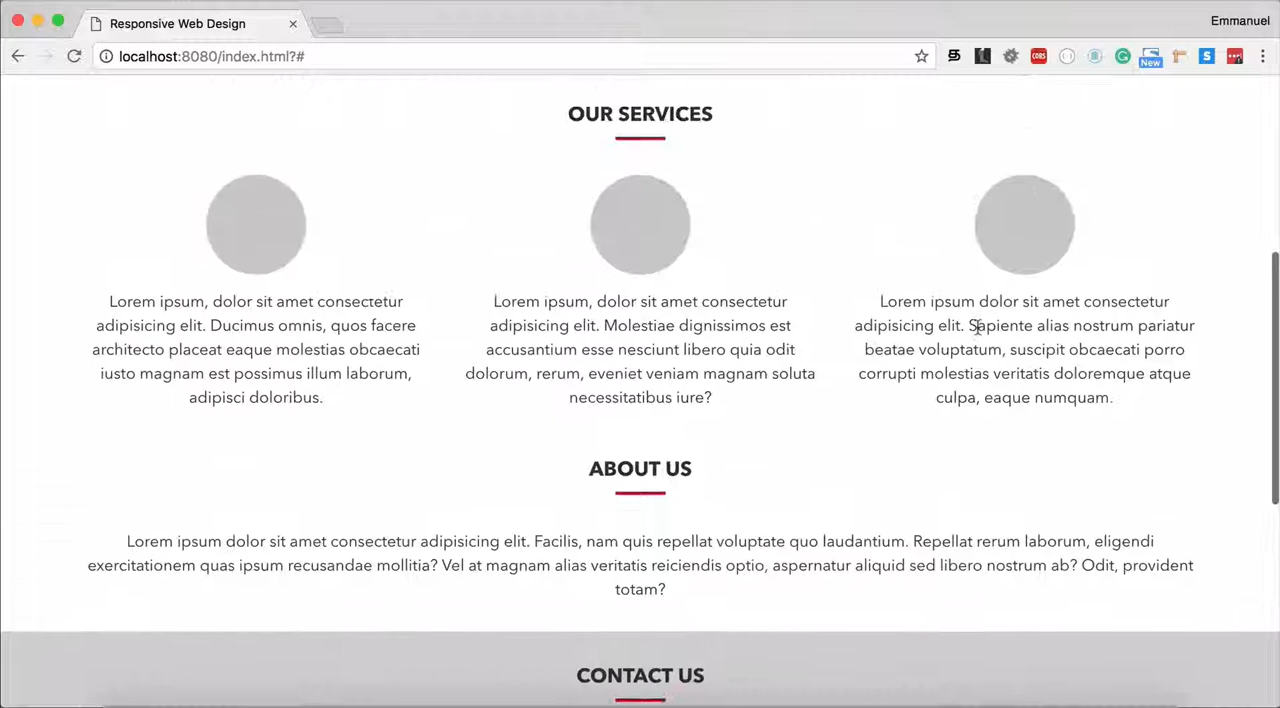 Responsive Web Design
Emmanuel
localhost:8080/index.html?#
CORS
New
S
OUR SERVICES
Lorem ipsum, dolor sit amet consectetur
adipisicing elit. Ducimus omnis, quos facere
architecto placeat eaque molestias obcaecati
iusto magnam est possimus illum laborum,
adipisci doloribus.
Lorem ipsum, dolor sit amet consectetur
adipisicing elit. Molestiae dignissimos est
accusantium esse nesciunt libero quia odit
dolorum, rerum, eveniet veniam magnam soluta
necessitatibus iure?
Lorem ipsum dolor sit amet consectetur
adipisicing elit. Sapiente alias nostrum pariatur
beatae voluptatum, suscipit obcaecati porro
corrupti molestias veritatis doloremque atque
culpa, eaque numquam.
ABOUT US
Lorem ipsum dolor sit amet consectetur adipisicing elit. Facilis, nam quis repellat voluptate quo laudantium. Repellat rerum laborum, eligendi
exercitationem quas ipsum recusandae mollitia? Vel at magnam alias veritatis reiciendis optio, aspernatur aliquid sed libero nostrum ab? Odit, provident
totam?
CONTACT US